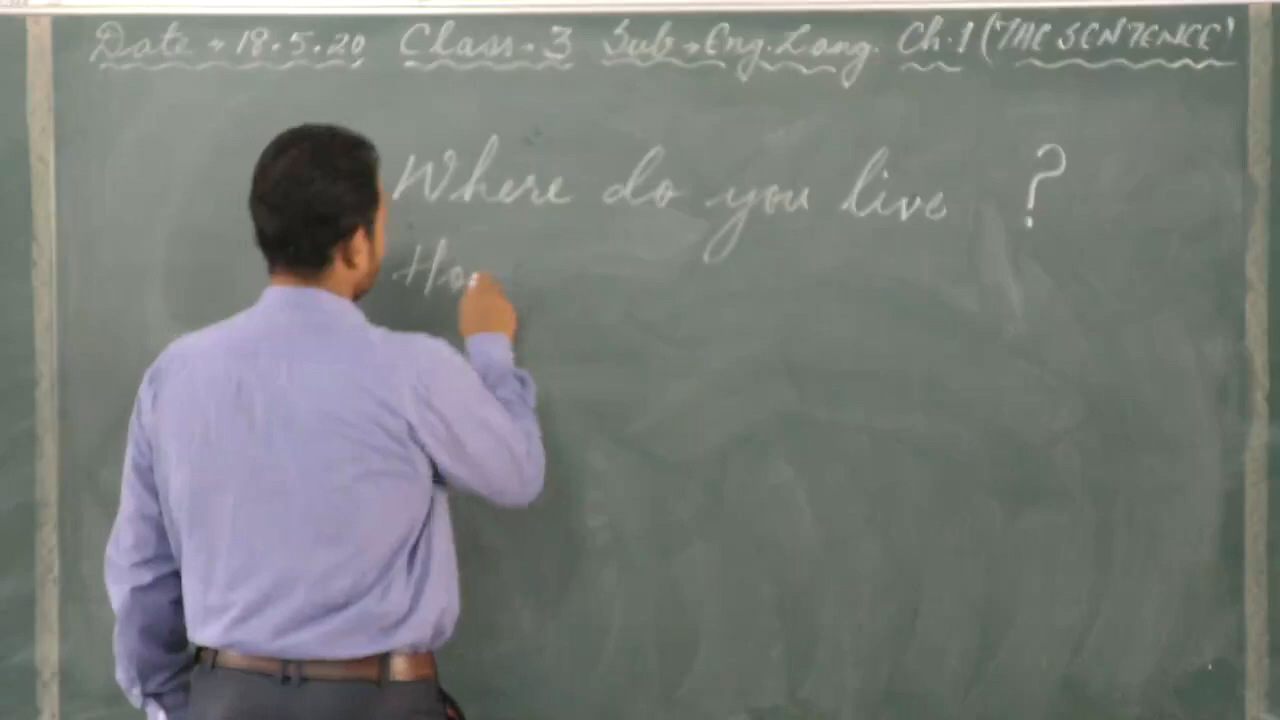 Date → 18.5.20 Class - 3 Sub → Eng. Lang. Ch. 1 (THE SENTENCE)
Where do you live ?
Ho